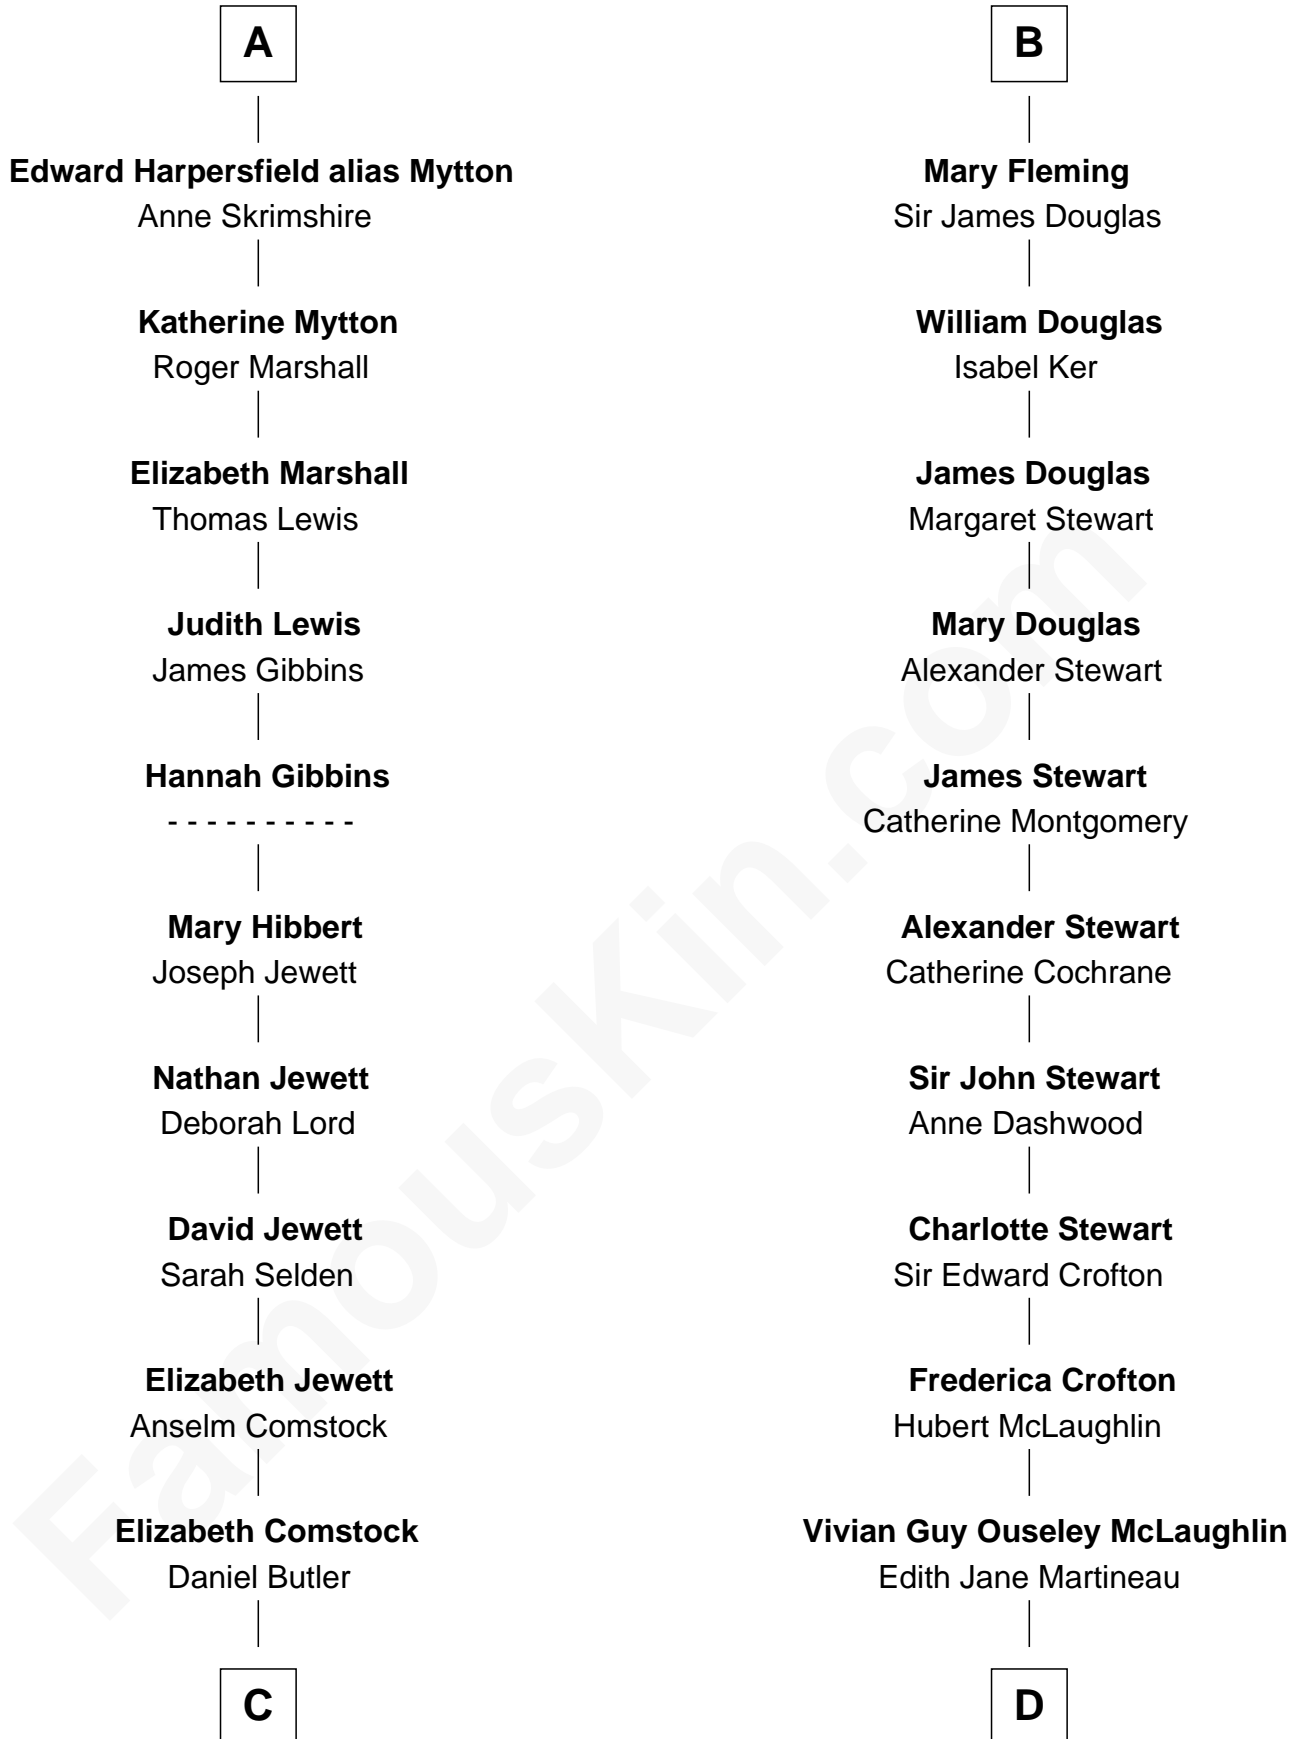 A
Edward Harpersfield alias Mytton
Anne Skrimshire
Katherine Mytton
Roger Marshall
Elizabeth Marshall
Thomas Lewis
Judith Lewis
James Gibbins
Hannah Gibbins
- - - - - - - - - -
Mary Hibbert
Joseph Jewett
Nathan Jewett
Deborah Lord
David Jewett
Sarah Selden
Elizabeth Jewett
Anselm Comstock
Elizabeth Comstock
Daniel Butler
C
B
Mary Fleming
Sir James Douglas
William Douglas
Isabel Ker
James Douglas
Margaret Stewart
Mary Douglas
Alexander Stewart
James Stewart
Catherine Montgomery
Alexander Stewart
Catherine Cochrane
Sir John Stewart
Anne Dashwood
Charlotte Stewart
Sir Edward Crofton
Frederica Crofton
Hubert McLaughlin
Vivian Guy Ouseley McLaughlin
Edith Jane Martineau
D
FamousKin.com